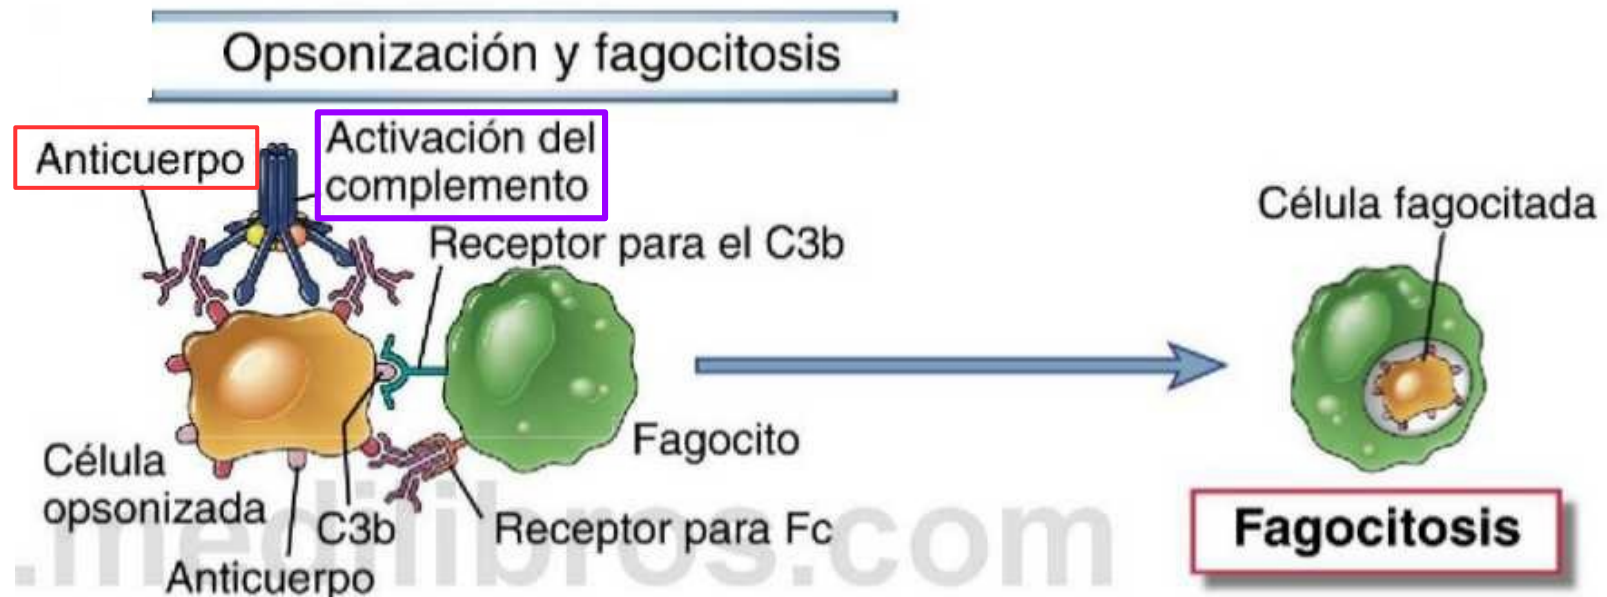 Opsonización y fagocitosis
Anticuerpo
Activación del
complemento
Receptor para el C3b
Célula fagocitada
Fagocito
Célula
opsonizada
C3b
Receptor para Fc
Anticuerpo
Fagocitosis
.medilibros.com